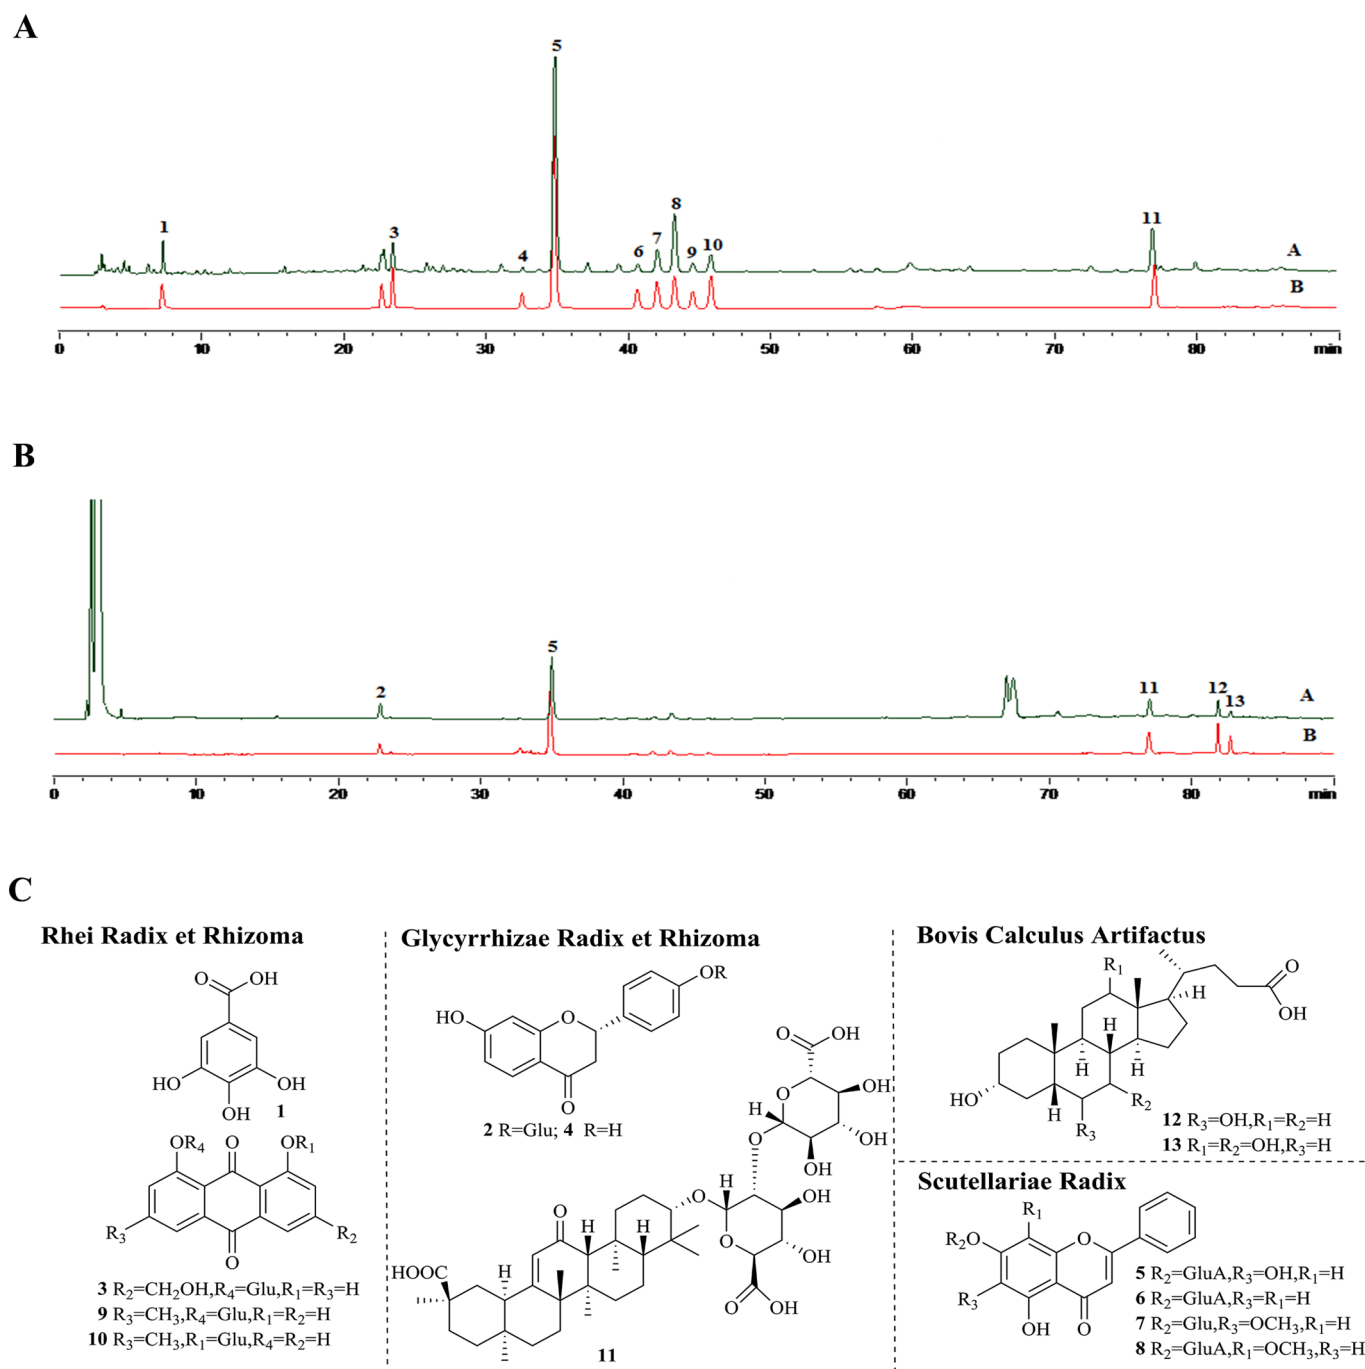 A
5
1
3
4
6
7
8
9
10
11
A
B
0
10
20
30
40
50
60
70
80
min
B
2
5
11
12
13
A
B
0
10
20
30
40
50
60
70
80
min
C
Rhei Radix et Rhizoma
O
OH
HO
OH
OH
1
OR4
O
OR1
R3
R2
O
3 R2=CH2OH,R4=Glu,R1=R3=H
9 R3=CH3,R4=Glu,R1=R2=H
10 R3=CH3,R1=Glu,R4=R2=H
Glycyrrhizae Radix et Rhizoma
OR
HO
O
O
2 R=Glu; 4 R=H
O
OH
O
OH
H
O
OH
OH
H
O
OH
O
H
H
O
OH
HOOC
H
O
OH
11
Bovis Calculus Artifactus
R1
O
H
OH
H
H
H
HO
H
R2
R3
12 R3=OH,R1=R2=H
13 R1=R2=OH,R3=H
Scutellariae Radix
R1
R2O
O
R3
OH
O
5 R2=GluA,R3=OH,R1=H
6 R2=GluA,R3=R1=H
7 R2=Glu,R3=OCH3,R1=H
8 R2=GluA,R1=OCH3,R3=H